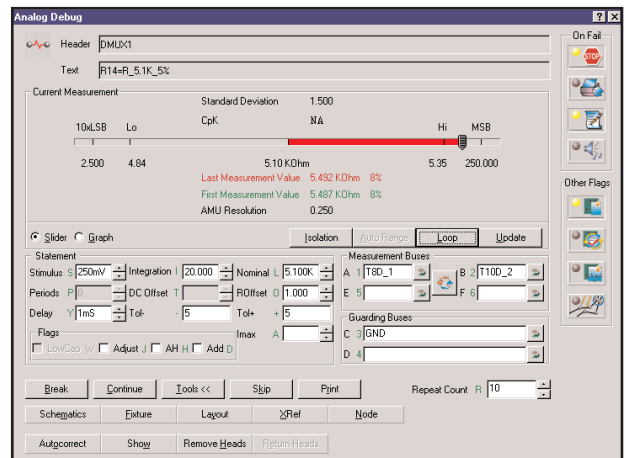 Analog Debug
On Fail
Header DMUX1
STOP
Text R14=R_5.1K_5%
Current Measurement
Standard Deviation 1.500
CpK NA
10xLSB Lo Hi MSB
2.500 4.84 5.10 KOhm 5.35 250.000
Last Measurement Value 5.492 KOhm 8%
First Measurement Value 5.487 KOhm 8%
AMU Resolution 0.250
Other Flags
Slider Graph Isolation Auto Range Loop Update
Statement
Stimulus S 250mV Integration I 20.000 Nominal L 5.100K
Periods P 0 DC Offset T ROffset O 1.000
Delay Y 1mS Tol- - 5 Tol+ + 5
Flags
Imax A
LowCap W Adjust J AH H Add D
Measurement Buses
A 1 T8D_1 B 2 T10D_2
E 5 F 6
Guarding Buses
C 3 GND
D 4
Break Continue Tools << Skip Print Repeat Count R 10
Schematics Fixture Layout XRef Node
Autocorrect Show Remove Heads Return Heads